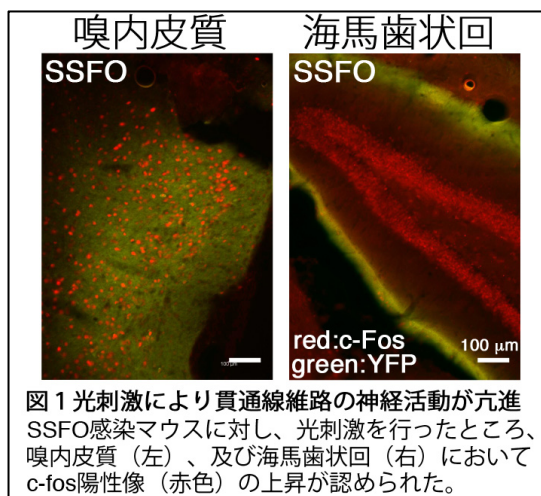 嗅内皮質
海馬歯状回
SSFO
SSFO
100 μm
red:c-Fos
green:YFP
100 μm
図1光刺激により貫通線維路の神経活動が亢進
SSFO感染マウスに対し、光刺激を行ったところ、
嗅内皮質（左）、及び海馬歯状回（右）において
c-fos陽性像（赤色）の上昇が認められた。